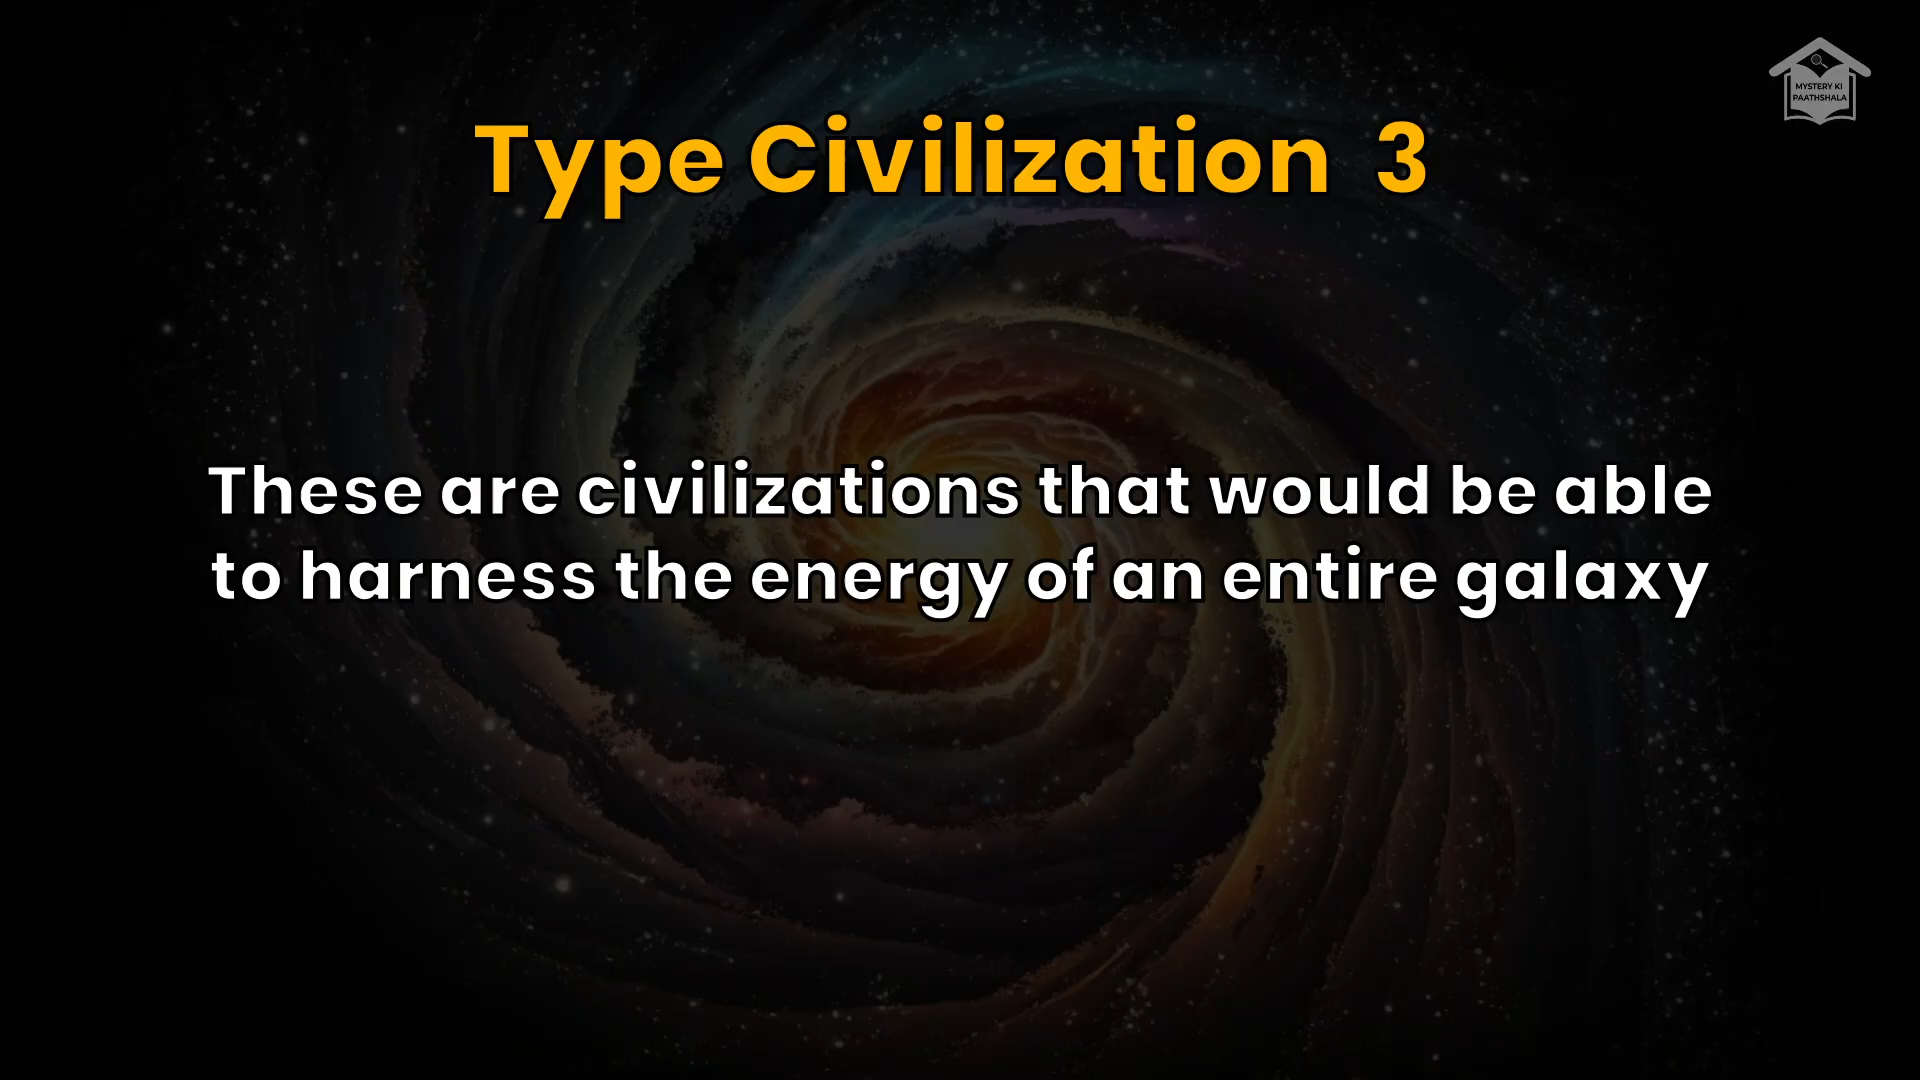 MYSTERY KI
PAATHSHALA
Type Civilization 3
These are civilizations that would be able
to harness the energy of an entire galaxy